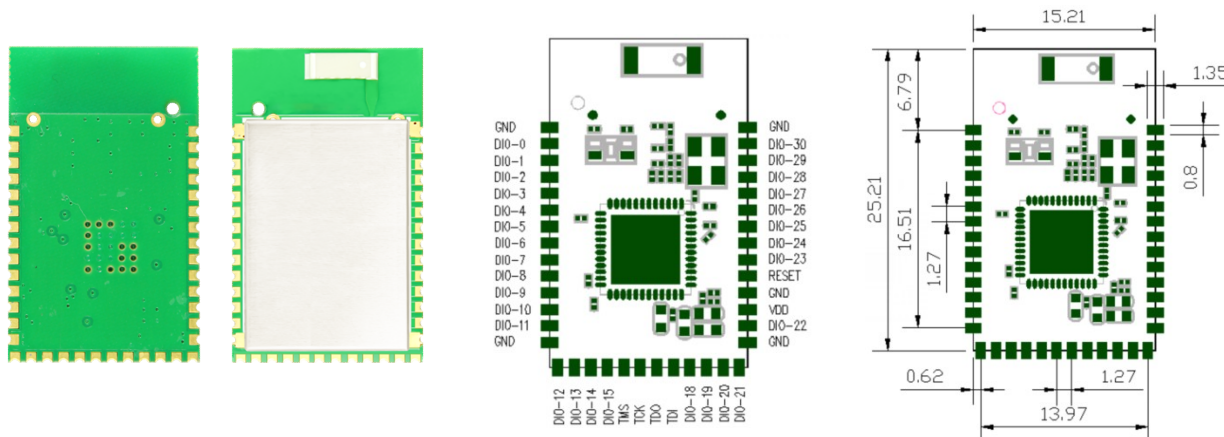 GND
DIO-0
DIO-1
DIO-2
DIO-3
DIO-4
DIO-5
DIO-6
DIO-7
DIO-8
DIO-9
DIO-10
DIO-11
GND
DIO-12
DIO-13
DIO-14
DIO-15
TMS
TCK
TDO
TDI
DIO-18
DIO-19
DIO-20
DIO-21
GND
DIO-30
DIO-29
DIO-28
DIO-27
DIO-26
DIO-25
DIO-24
DIO-23
RESET
GND
VDD
DIO-22
GND
15.21
6.79
1.35
0.8
25.21
16.51
1.27
0.62
1.27
13.97